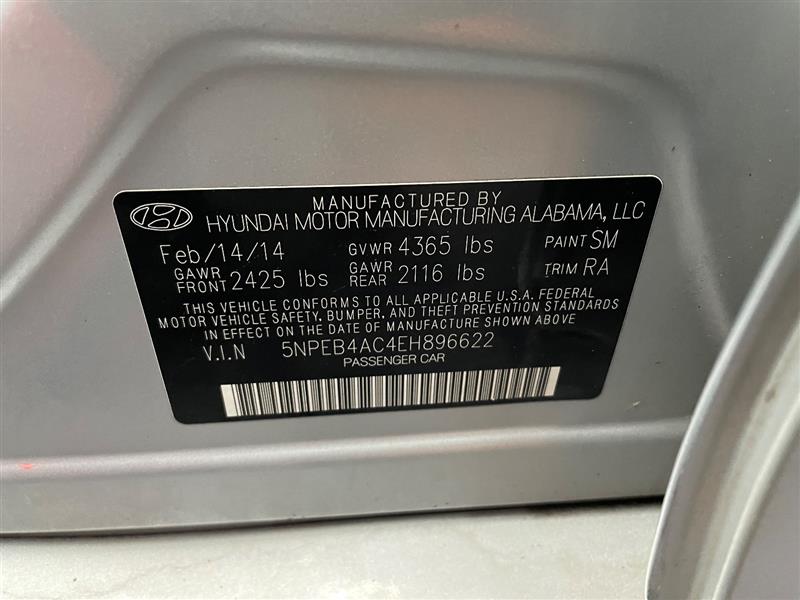 MANUFACTURED BY
HYUNDAI MOTOR MANUFACTURING ALABAMA, LLC
Feb/14/14 GVWR 4365 lbs PAINT SM
GAWR FRONT 2425 lbs GAWR REAR 2116 lbs TRIM RA
THIS VEHICLE CONFORMS TO ALL APPLICABLE U.S.A. FEDERAL
MOTOR VEHICLE SAFETY, BUMPER, AND THEFT PREVENTION STANDARDS
IN EFFECT ON THE DATE OF MANUFACTURE SHOWN ABOVE
V.I.N 5NPEB4AC4EH896622
PASSENGER CAR